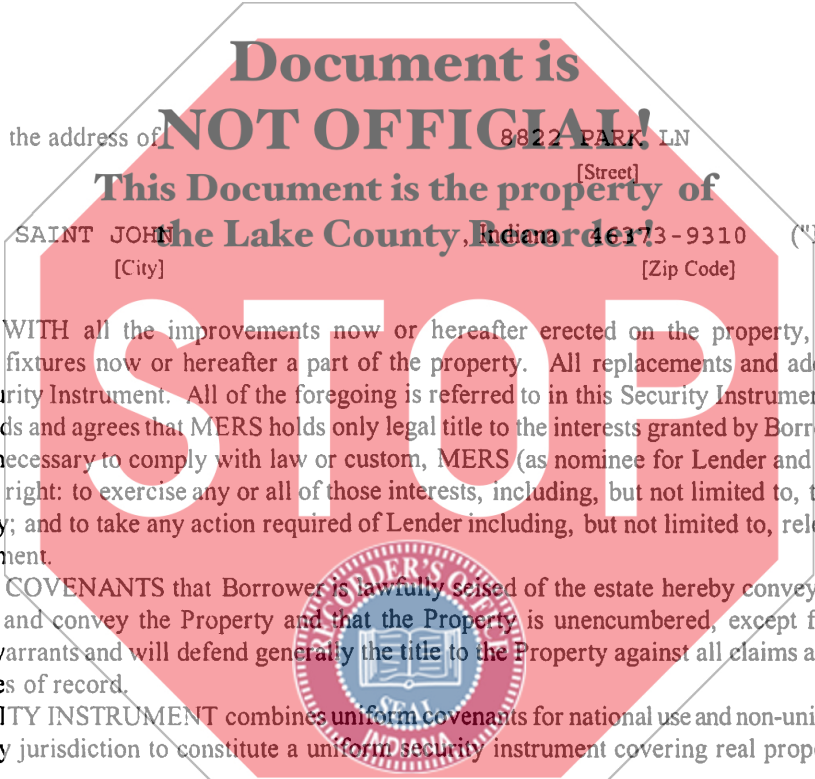 Document is
NOT OFFICIAL!
the address of 8822 PARK LN
[Street]
This Document is the property of
the Lake County Recorder!
SAINT JOHN , Indiana 46373-9310 ("
[City] [Zip Code]
WITH all the improvements now or hereafter erected on the property,
fixtures now or hereafter a part of the property. All replacements and ad
rity Instrument. All of the foregoing is referred to in this Security Instrumen
ds and agrees that MERS holds only legal title to the interests granted by Borr
ecessary to comply with law or custom, MERS (as nominee for Lender and
right: to exercise any or all of those interests, including, but not limited to, t
y; and to take any action required of Lender including, but not limited to, rel
ment.
COVENANTS that Borrower is lawfully seised of the estate hereby convey
and convey the Property and that the Property is unencumbered, except f
arrants and will defend generally the title to the Property against all claims a
es of record.
ITY INSTRUMENT combines uniform covenants for national use and non-uni
y jurisdiction to constitute a uniform security instrument covering real prop
STOP
RECORDER'S OFFICE
SEAL
INDIANA